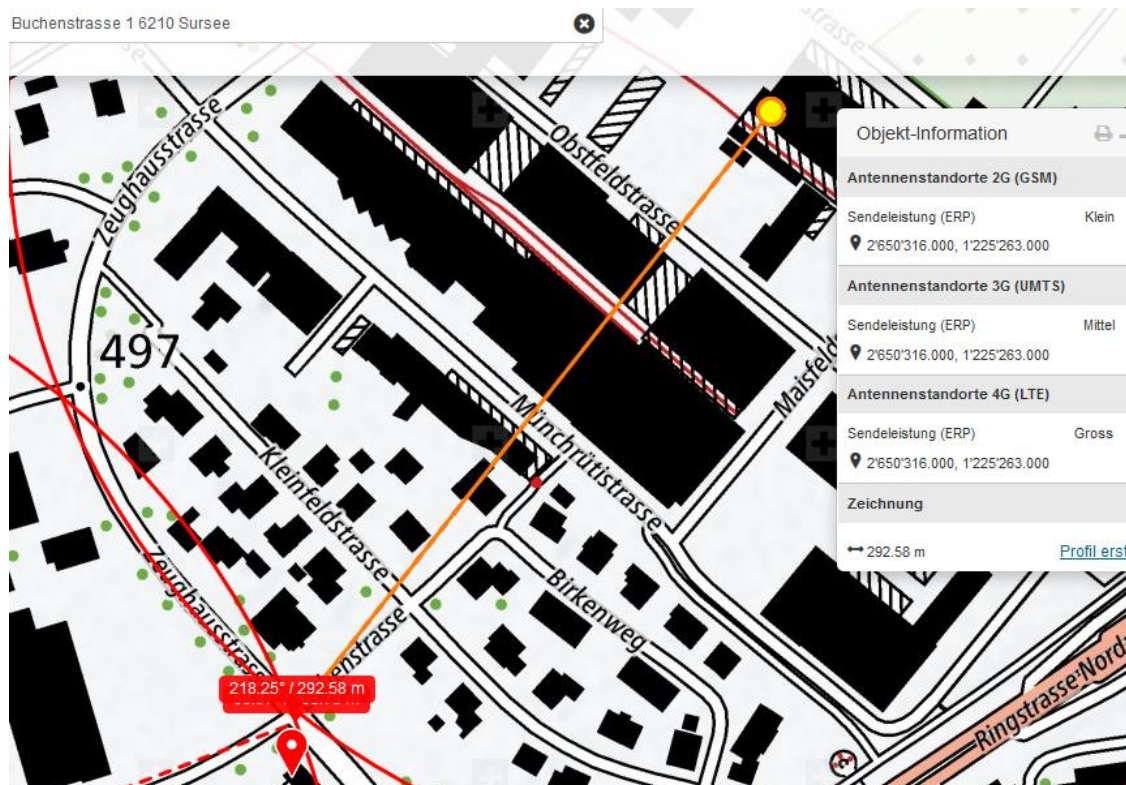 Buchenstrasse 1 6210 Sursee
Objekt-Information
Antennenstandorte 2G (GSM)
Sendeleistung (ERP) Klein
2'650'316.000, 1'225'263.000
Antennenstandorte 3G (UMTS)
Sendeleistung (ERP) Mittel
2'650'316.000, 1'225'263.000
Antennenstandorte 4G (LTE)
Sendeleistung (ERP) Gross
2'650'316.000, 1'225'263.000
Zeichnung
292.58 m Profil erst
Zeughausstrasse
Obstfeldstrasse
497
Maisfelds
Münchrütistrasse
Kleinfeldstrasse
Zeughausstrasse
Birkenweg
henstrasse
218.25° / 292.58 m
Ringstrasse Nord
3